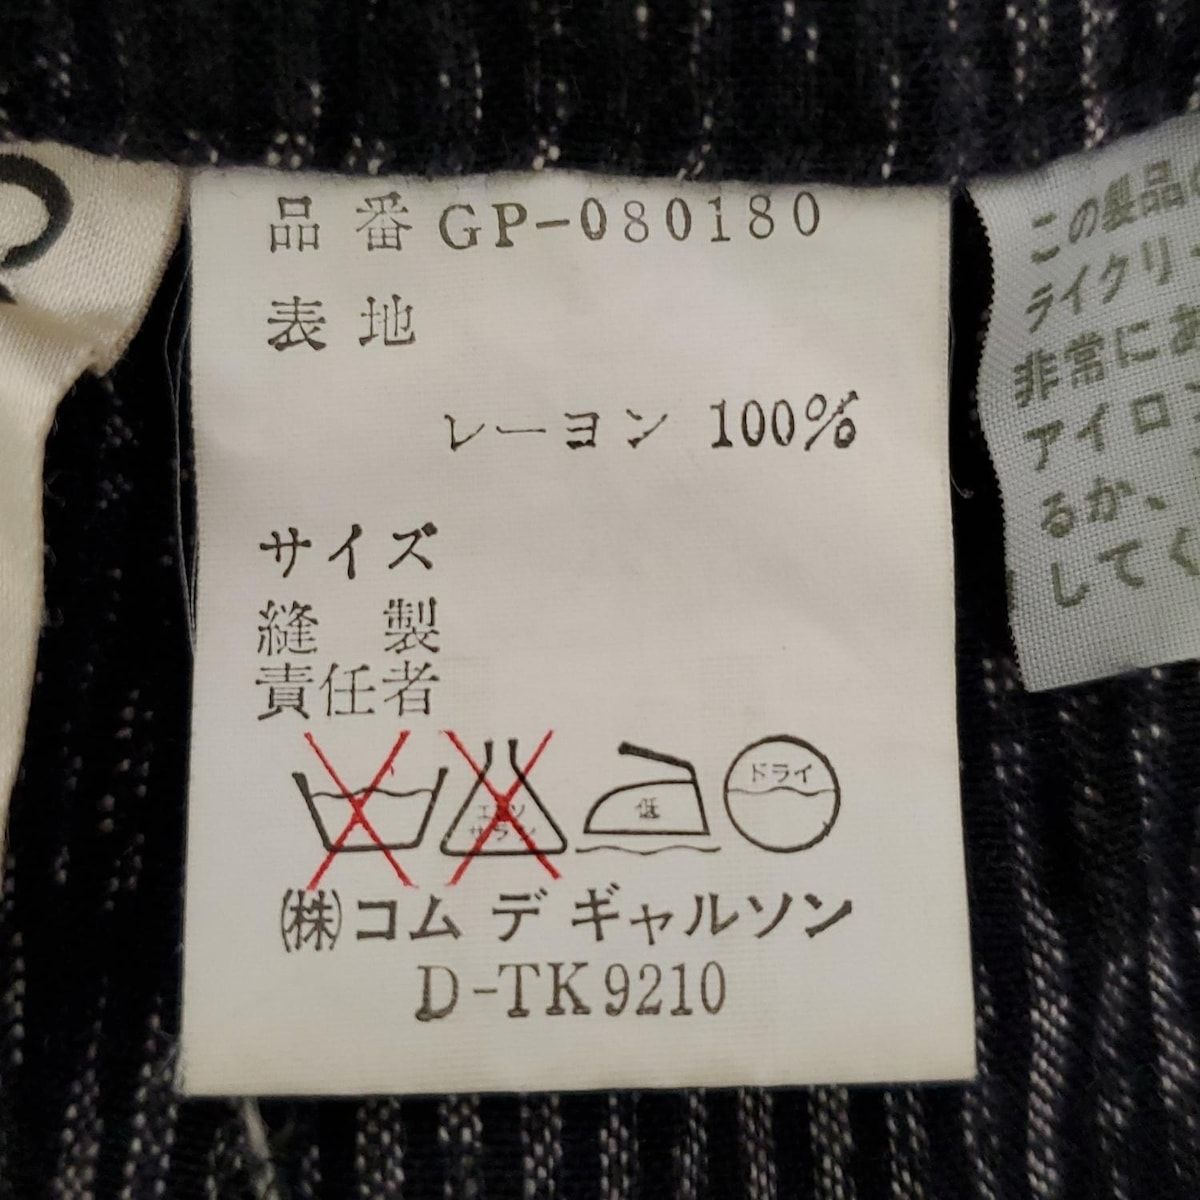 品番 GP-080180
表地
レーヨン 100%
サイズ
縫製
責任者
エンソ
サラシ
低
ドライ
㈱コム デ ギャルソン
D-TK9210
この製品
ライクリ
非常にあ
アイロ
るか、
してく